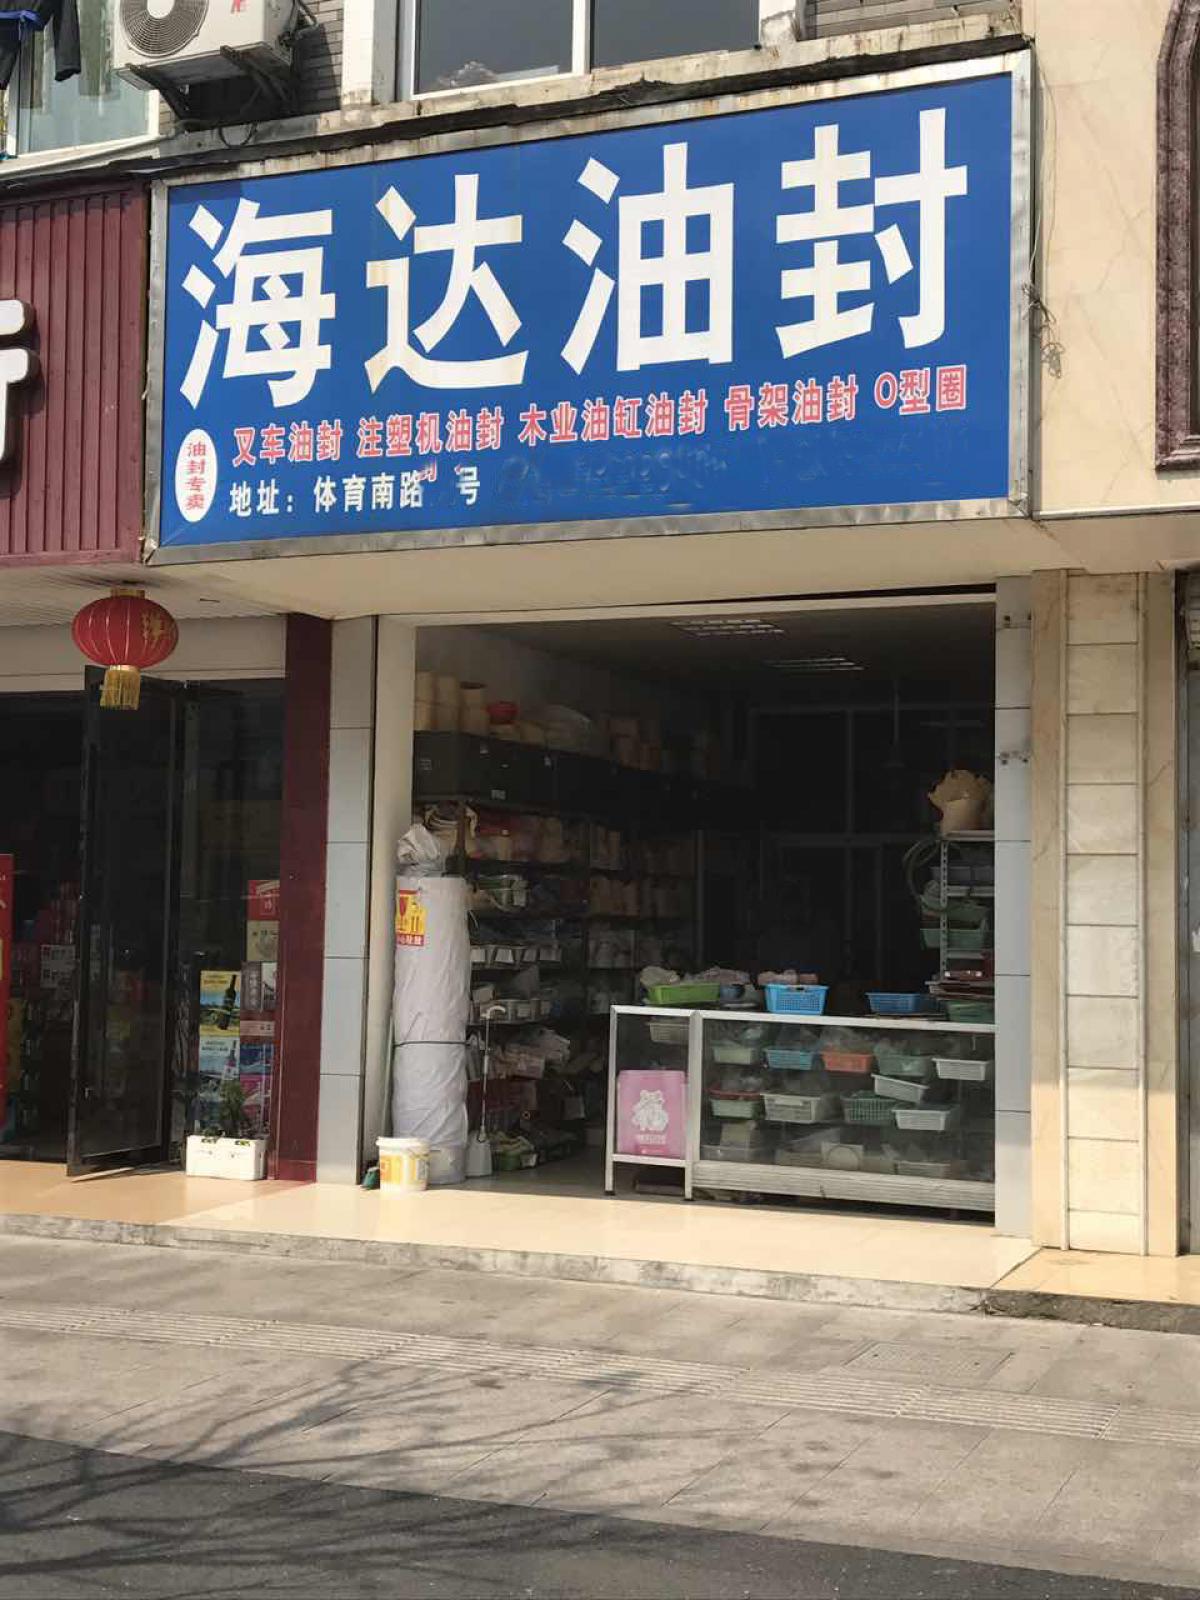 海达油封
油封专卖
叉车油封 注塑机油封 木业油缸油封 骨架油封 O型圈
地址：体育南路 号
福